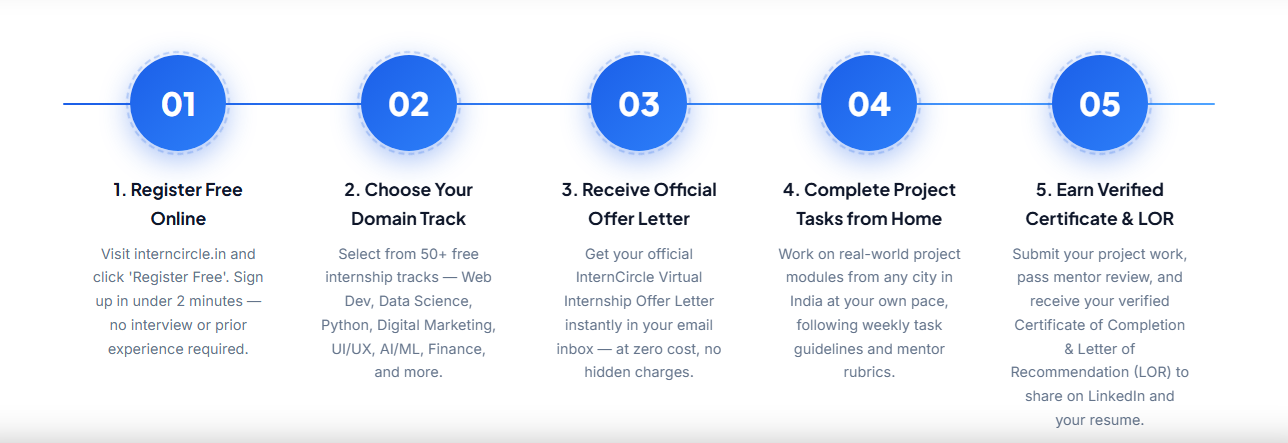 01
02
03
04
05
1. Register Free
Online
Visit interncircle.in and
click 'Register Free'. Sign
up in under 2 minutes —
no interview or prior
experience required.
2. Choose Your
Domain Track
Select from 50+ free
internship tracks — Web
Dev, Data Science,
Python, Digital Marketing,
UI/UX, AI/ML, Finance,
and more.
3. Receive Official
Offer Letter
Get your official
InternCircle Virtual
Internship Offer Letter
instantly in your email
inbox — at zero cost, no
hidden charges.
4. Complete Project
Tasks from Home
Work on real-world project
modules from any city in
India at your own pace,
following weekly task
guidelines and mentor
rubrics.
5. Earn Verified
Certificate & LOR
Submit your project work,
pass mentor review, and
receive your verified
Certificate of Completion
& Letter of
Recommendation (LOR) to
share on LinkedIn and
your resume.